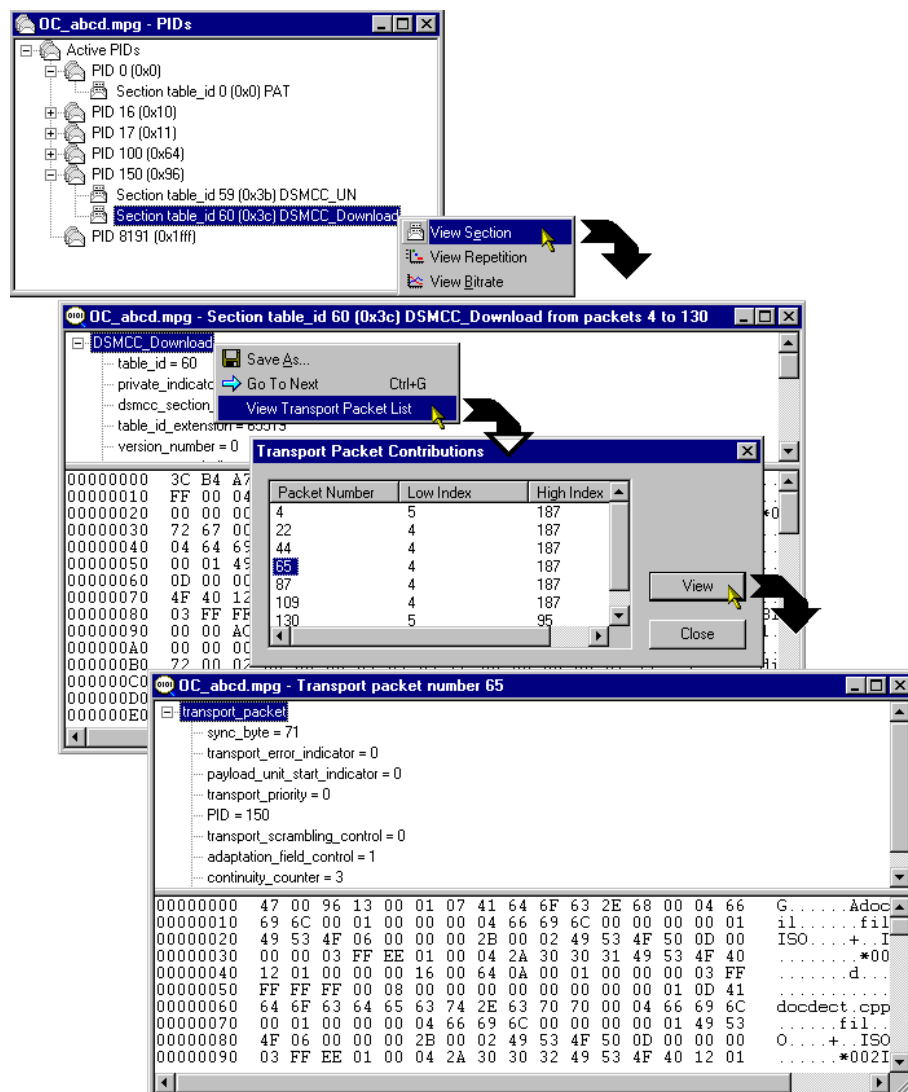 OC_abcd.mpg - PIDs
Active PIDs
PID 0 (0x0)
Section table_id 0 (0x0) PAT
PID 16 (0x10)
PID 17 (0x11)
PID 100 (0x64)
PID 150 (0x96)
Section table_id 59 (0x3b) DSMCC_UN
Section table_id 60 (0x3c) DSMCC_Download
PID 8191 (0x1fff)
View Section
View Repetition
View Bitrate
OC_abcd.mpg - Section table_id 60 (0x3c) DSMCC_Download from packets 4 to 130
DSMCC_Download
table_id = 60
private_indicato
dsmcc_section_
table_id_extension =
version_number = 0
Save As...
Go To Next Ctrl+G
View Transport Packet List
Transport Packet Contributions
Packet Number Low Index High Index
4 5 187
22 4 187
44 4 187
65 4 187
87 4 187
109 4 187
130 5 95
View
Close
00000000 3C B4 A7
00000010 FF 00 04
00000020 00 00 00 *0
00000030 72 67 00
00000040 04 64 69
00000050 00 01 49
00000060 0D 00 00
00000070 4F 40 12
00000080 03 FF FF
00000090 00 00 AC
000000A0 00 00 00
000000B0 72 00 02
000000C0
000000D0
000000E0
OC_abcd.mpg - Transport packet number 65
transport_packet
sync_byte = 71
transport_error_indicator = 0
payload_unit_start_indicator = 0
transport_priority = 0
PID = 150
transport_scrambling_control = 0
adaptation_field_control = 1
continuity_counter = 3
00000000 47 00 96 13 00 01 07 41 64 6F 63 2E 68 00 04 66 G......Adoc
00000010 69 6C 00 01 00 00 00 04 66 69 6C 00 00 00 00 01 il......fil
00000020 49 53 4F 06 00 00 00 2B 00 02 49 53 4F 50 0D 00 ISO....+..I
00000030 00 00 03 FF EE 01 00 04 2A 30 30 31 49 53 4F 40 ........*00
00000040 12 01 00 00 00 16 00 64 0A 00 01 00 00 00 03 FF .......d...
00000050 FF FF FF 00 08 00 00 00 00 00 00 00 00 01 0D 41 ...........
00000060 64 6F 63 64 65 63 74 2E 63 70 70 00 04 66 69 6C docdect.cpp
00000070 00 01 00 00 00 04 66 69 6C 00 00 00 00 01 49 53 ......fil..
00000080 4F 06 00 00 00 2B 00 02 49 53 4F 50 0D 00 00 00 O....+..ISO
00000090 03 FF EE 01 00 04 2A 30 30 32 49 53 4F 40 12 01 ......*002I